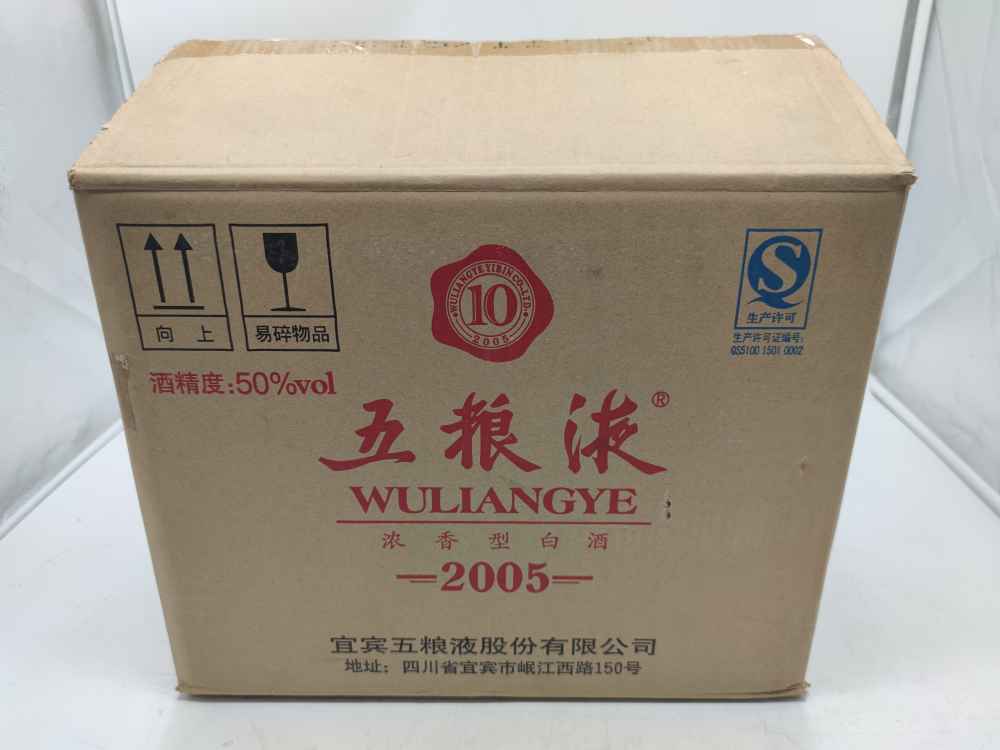 向 上
易碎物品
酒精度:50%vol
WULIANGYE YIBIN CO-LTD.
10
2005
生产许可
生产许可证编号:
QS5100 1501 0002
五粮液®
WULIANGYE
浓香型白酒
2005
宜宾五粮液股份有限公司
地址: 四川省宜宾市岷江西路150号